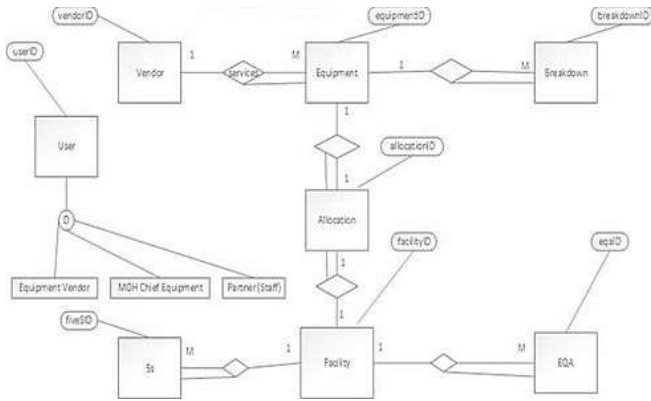 vendorID
equipmentID
breakdownID
userID
1
M
1
M
Vendor
services
Equipment
Breakdown
1
User
allocationID
1
D
Allocation
facilityID
eqaID
1
Equipment Vendor
MOH Chief Equipment
Partner (Staff)
fiveSID
1
M
1
1
M
5s
Facility
EQA